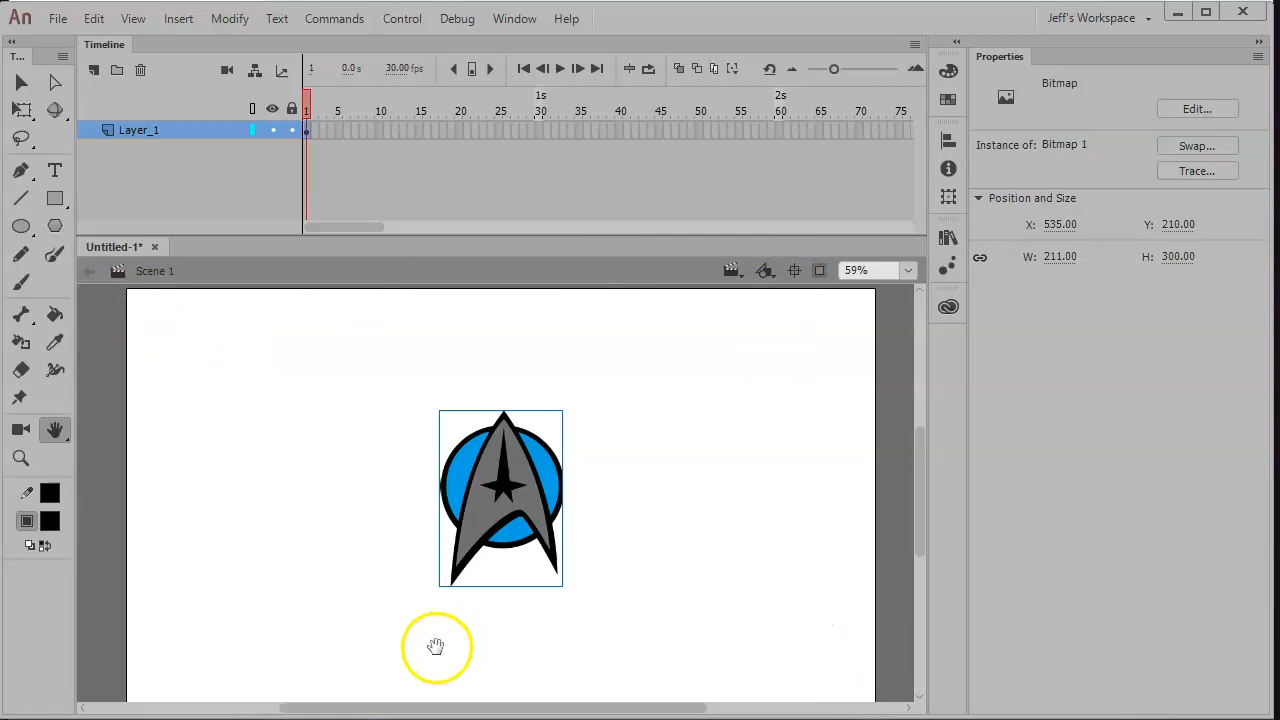 An File Edit View Insert Modify Text Commands Control Debug Window Help Jeff's Workspace
Timeline
1 0.0 s 30.00 fps
1s 2s
1 5 10 15 20 25 30 35 40 45 50 55 60 65 70 75
Layer_1
Untitled-1*
Scene 1 59%
T...
Properties
Bitmap
Edit...
Instance of: Bitmap 1 Swap...
Trace...
Position and Size
X: 535.00 Y: 210.00
W: 211.00 H: 300.00